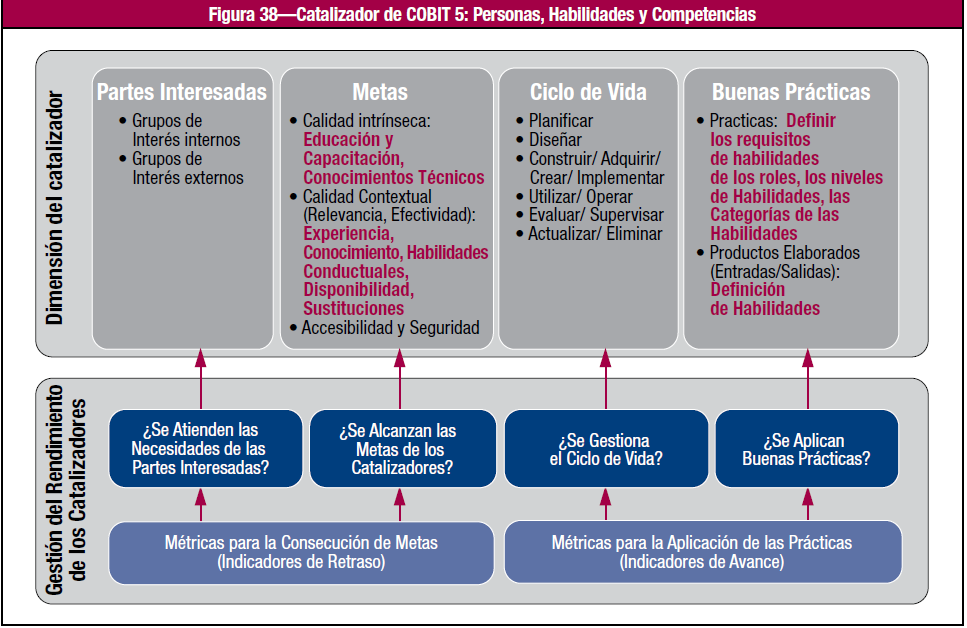 Figura 38—Catalizador de COBIT 5: Personas, Habilidades y Competencias
Dimensión del catalizador
Partes Interesadas
• Grupos de
Interés internos
• Grupos de
Interés externos
Metas
• Calidad intrínseca:
Educación y
Capacitación,
Conocimientos Técnicos
• Calidad Contextual
(Relevancia, Efectividad):
Experiencia,
Conocimiento, Habilidades
Conductuales,
Disponibilidad,
Sustituciones
• Accesibilidad y Seguridad
Ciclo de Vida
• Planificar
• Diseñar
• Construir/ Adquirir/
Crear/ Implementar
• Utilizar/ Operar
• Evaluar/ Supervisar
• Actualizar/ Eliminar
Buenas Prácticas
• Practicas: Definir
los requisitos
de habilidades
de los roles, los niveles
de Habilidades, las
Categorías de las
Habilidades
• Productos Elaborados
(Entradas/Salidas):
Definición
de Habilidades
Gestión del Rendimiento
de los Catalizadores
¿Se Atienden las
Necesidades de las
Partes Interesadas?
¿Se Alcanzan las
Metas de los
Catalizadores?
¿Se Gestiona
el Ciclo de Vida?
¿Se Aplican
Buenas Prácticas?
Métricas para la Consecución de Metas
(Indicadores de Retraso)
Métricas para la Aplicación de las Prácticas
(Indicadores de Avance)